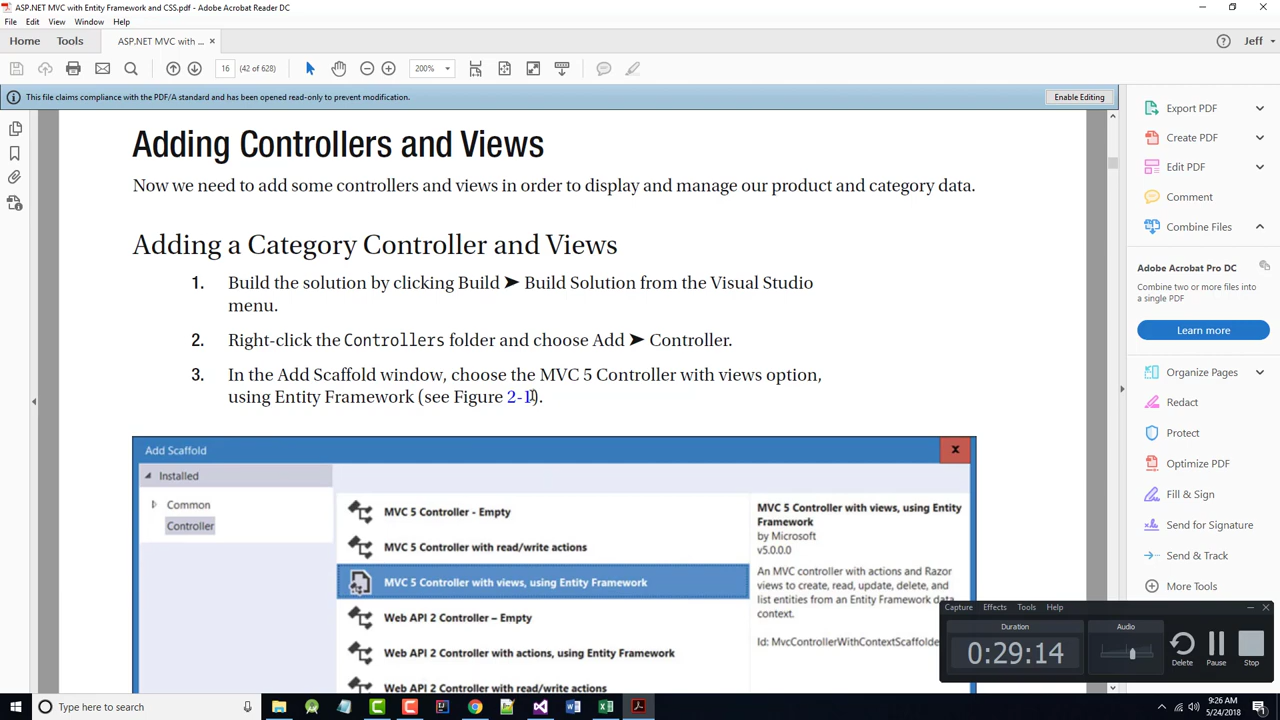 ASP.NET MVC with Entity Framework and CSS.pdf - Adobe Acrobat Reader DC
File Edit View Window Help
Home Tools ASP.NET MVC with ... ×
Jeff
16 (42 of 628) 200%
This file claims compliance with the PDF/A standard and has been opened read-only to prevent modification.
Enable Editing
Adding Controllers and Views
Now we need to add some controllers and views in order to display and manage our product and category data.
Adding a Category Controller and Views
1. Build the solution by clicking Build ➤ Build Solution from the Visual Studio
menu.
2. Right-click the Controllers folder and choose Add ➤ Controller.
3. In the Add Scaffold window, choose the MVC 5 Controller with views option,
using Entity Framework (see Figure 2-1).
Add Scaffold
x
Installed
Common
Controller
MVC 5 Controller - Empty
MVC 5 Controller with read/write actions
MVC 5 Controller with views, using Entity Framework
Web API 2 Controller – Empty
Web API 2 Controller with actions, using Entity Framework
Web API 2 Controller with read/write actions
MVC 5 Controller with views, using Entity
Framework
by Microsoft
v5.0.0.0
An MVC controller with actions and Razor
views to create, read, update, delete, and
list entities from an Entity Framework data
context.
Id: MvcControllerWithContextScaffolde
Export PDF
Create PDF
Edit PDF
Comment
Combine Files
Adobe Acrobat Pro DC
Combine two or more files into
a single PDF
Learn more
Organize Pages
Redact
Protect
Optimize PDF
Fill & Sign
Send for Signature
Send & Track
More Tools
Capture Effects Tools Help
Duration
0:29:14
Audio
Delete Pause Stop
Type here to search
9:26 AM
5/24/2018